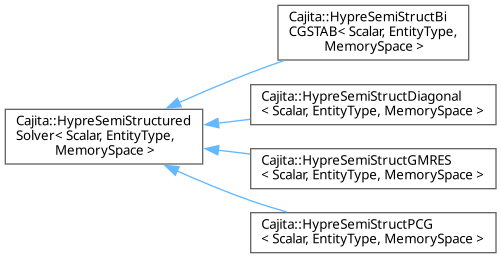 Cajita::HypreSemiStructured
Solver< Scalar, EntityType,
MemorySpace >
Cajita::HypreSemiStructBi
CGSTAB< Scalar, EntityType,
MemorySpace >
Cajita::HypreSemiStructDiagonal
< Scalar, EntityType, MemorySpace >
Cajita::HypreSemiStructGMRES
< Scalar, EntityType, MemorySpace >
Cajita::HypreSemiStructPCG
< Scalar, EntityType, MemorySpace >